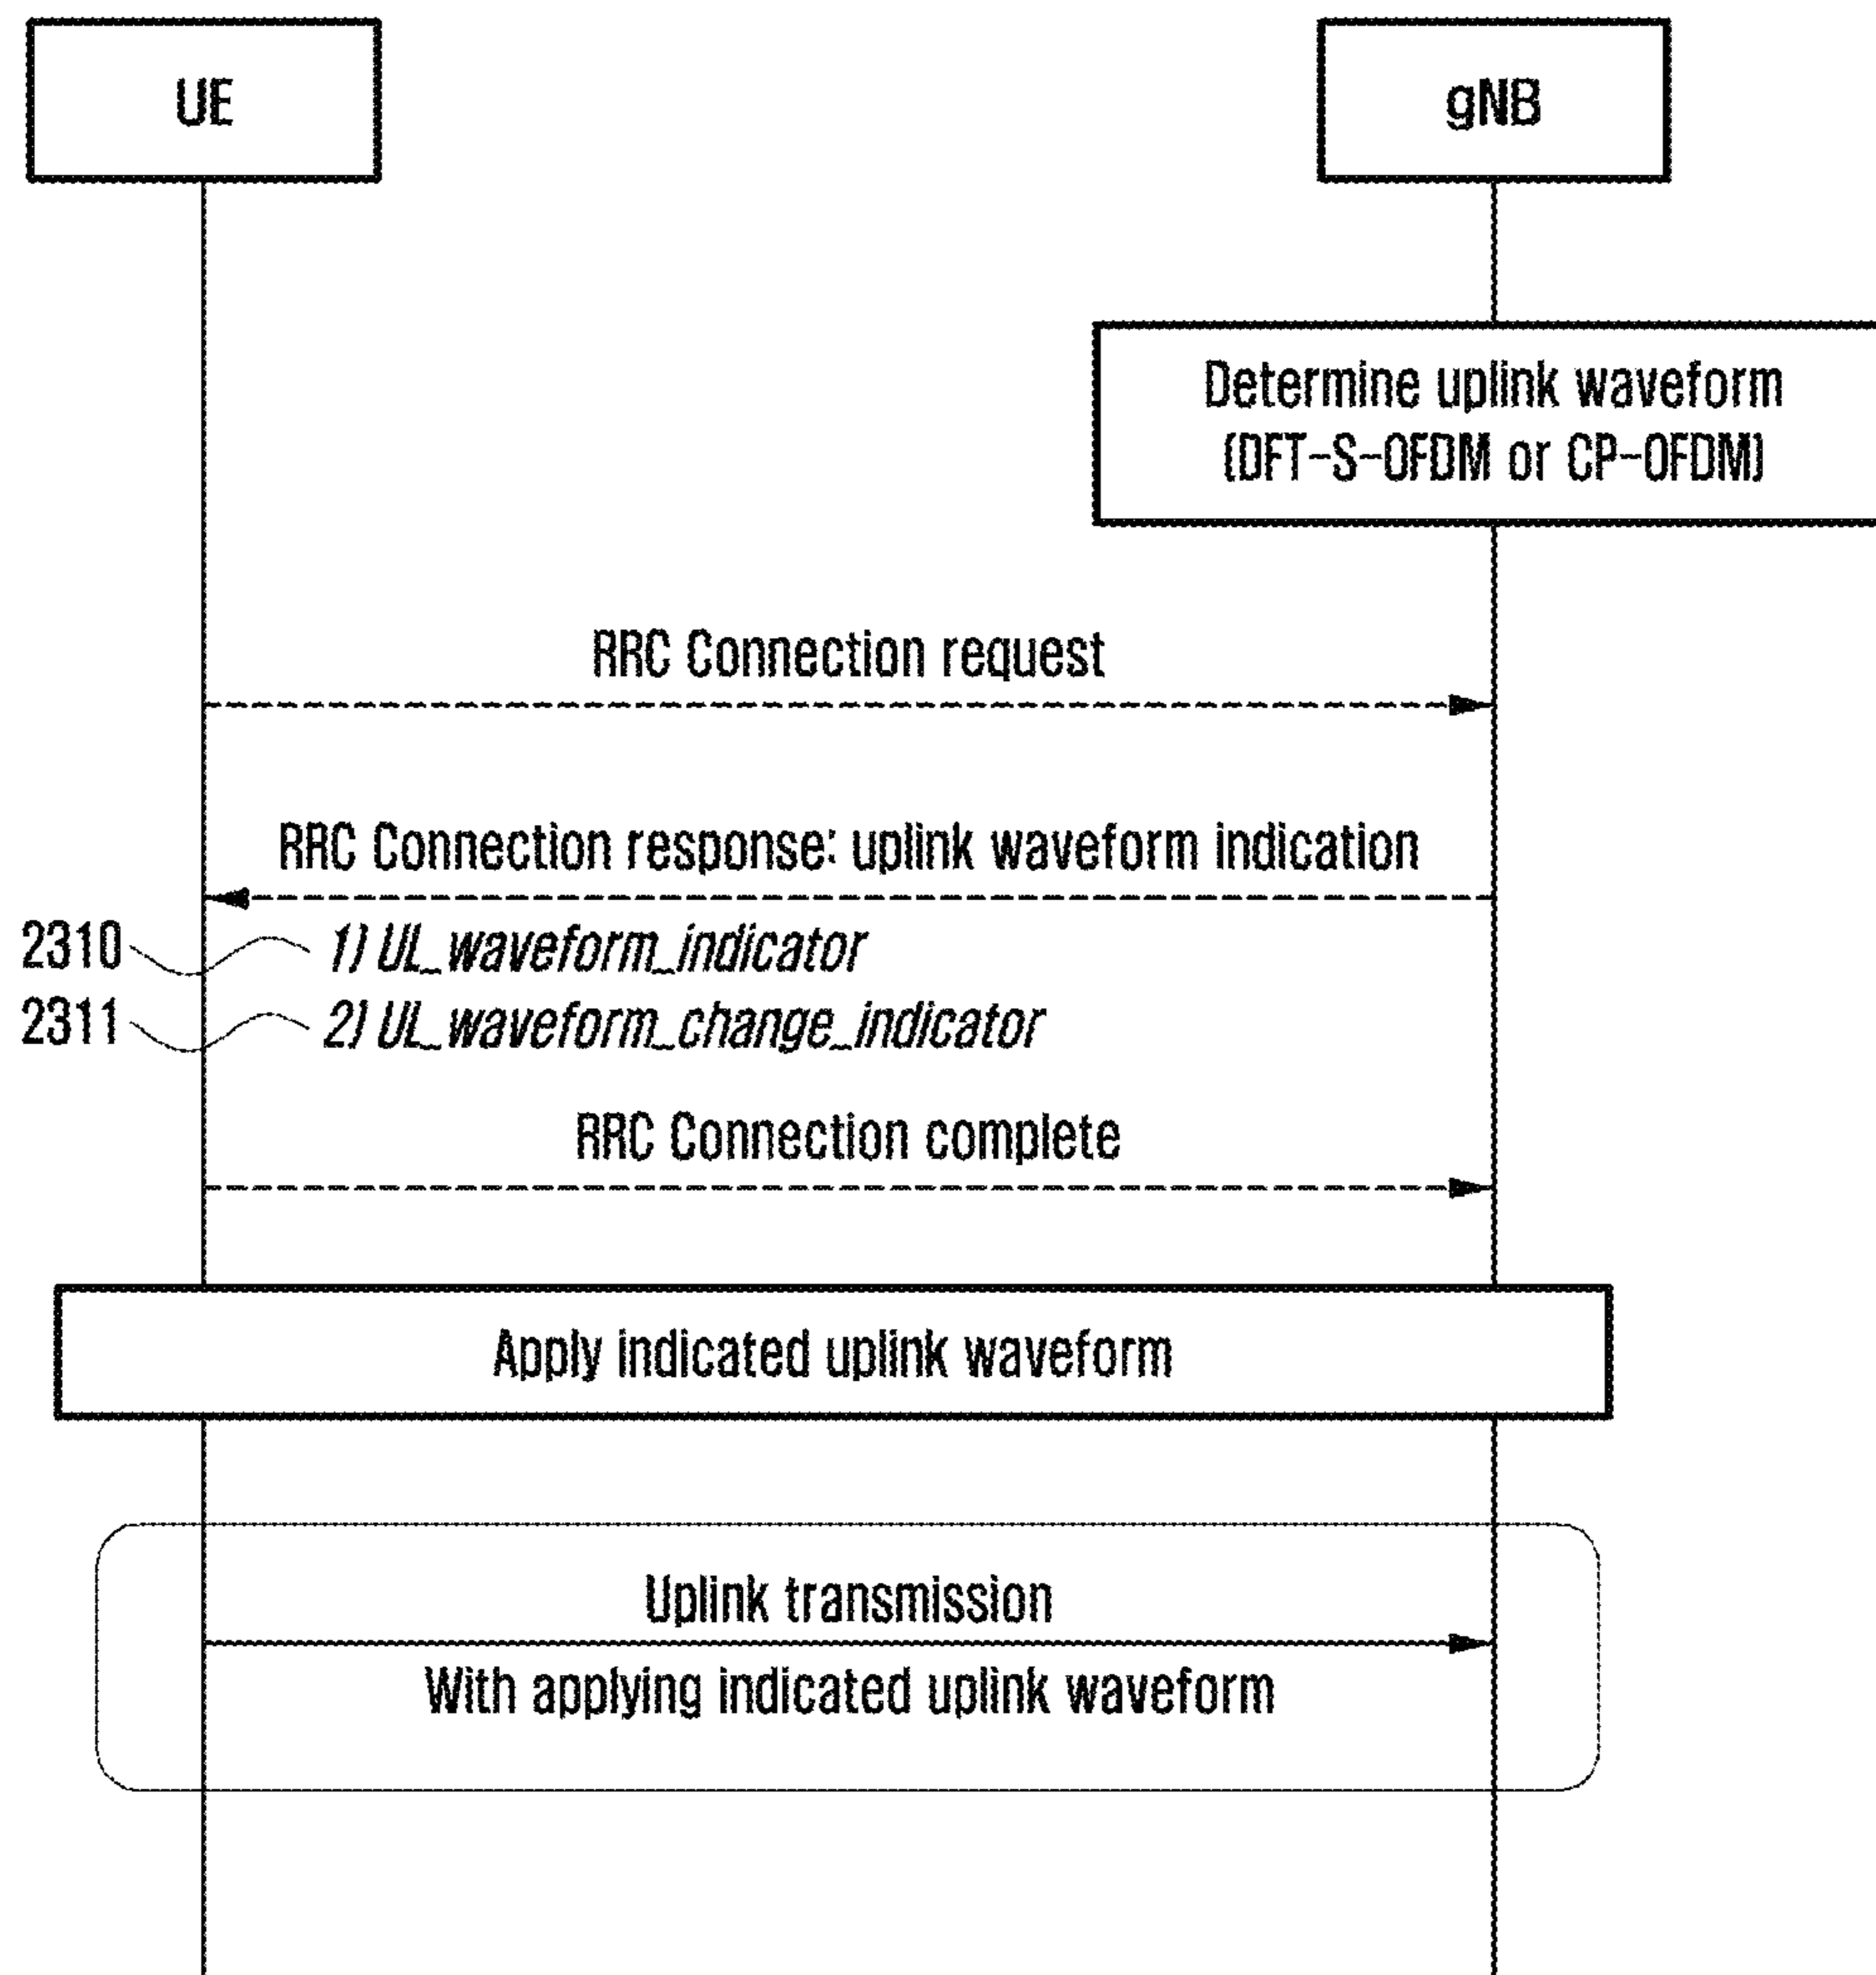 UE
gNB
Determine uplink waveform
(DFT-S-OFDM or CP-OFDM)
RRC Connection request
RRC Connection response: uplink waveform indication
2310 1) UL_waveform_indicator
2311 2) UL_waveform_change_indicator
RRC Connection complete
Apply indicated uplink waveform
Uplink transmission
With applying indicated uplink waveform